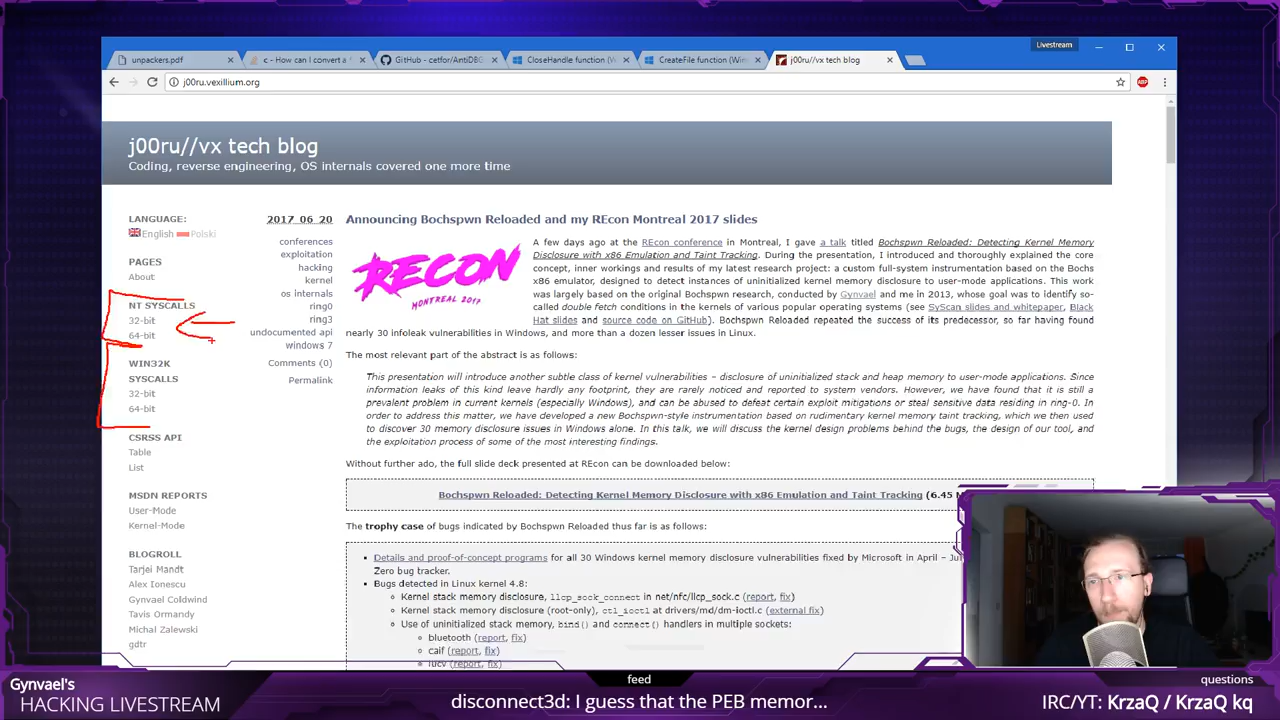 Livestream
unpackers.pdf
c - How can I convert a
GitHub - cetfor/AntiDBG
CloseHandle function (W
CreateFile function (Win
j00ru//vx tech blog
j00ru.vexillium.org
ABP
j00ru//vx tech blog
Coding, reverse engineering, OS internals covered one more time
LANGUAGE:
English Polski
PAGES
About
NT SYSCALLS
32-bit
64-bit
WIN32K
SYSCALLS
32-bit
64-bit
CSRSS API
Table
List
MSDN REPORTS
User-Mode
Kernel-Mode
BLOGROLL
Tarjei Mandt
Alex Ionescu
Gynvael Coldwind
Tavis Ormandy
Michal Zalewski
gdtr
2017 06 20
conferences
exploitation
hacking
kernel
os internals
ring0
ring3
undocumented api
windows 7
Comments (0)
Permalink
Announcing Bochspwn Reloaded and my REcon Montreal 2017 slides
RECON
MONTREAL 2017
A few days ago at the REcon conference in Montreal, I gave a talk titled Bochspwn Reloaded: Detecting Kernel Memory
Disclosure with x86 Emulation and Taint Tracking. During the presentation, I introduced and thoroughly explained the core
concept, inner workings and results of my latest research project: a custom full-system instrumentation based on the Bochs
x86 emulator, designed to detect instances of kernel memory disclosure to user-mode applications. This work
was largely based on the original Bochspwn research, conducted by Gynvael and me in 2013, whose goal was to identify so-
called double fetch conditions in the kernels of various popular operating systems (see SyScan slides and whitepaper, Black
Hat slides and source code on GitHub). Bochspwn Reloaded repeated the success of its predecessor, so far having found
nearly 30 infoleak vulnerabilities in Windows, and more than a dozen lesser issues in Linux.
The most relevant part of the abstract is as follows:
This presentation will introduce another subtle class of kernel vulnerabilities – disclosure of uninitialized stack and heap memory to user-mode applications. Since
information leaks of this kind leave hardly any footprint, they are rarely noticed and reported to system vendors. However, we have found that it is still a
prevalent problem in current kernels (especially Windows), and can be abused to defeat certain exploit mitigations or steal sensitive data residing in ring-0. In
order to address this matter, we have developed a new Bochspwn-style instrumentation based on rudimentary kernel memory taint tracking, which we then used
to discover 30 memory disclosure issues in Windows alone. In this talk, we will discuss the kernel design problems behind the bugs, the design of our tool, and
the exploitation process of some of the most interesting findings.
Without further ado, the full slide deck presented at REcon can be downloaded below:
Bochspwn Reloaded: Detecting Kernel Memory Disclosure with x86 Emulation and Taint Tracking (6.45 M
The trophy case of bugs indicated by Bochspwn Reloaded thus far is as follows:
Details and proof-of-concept programs for all 30 Windows kernel memory disclosure vulnerabilities fixed by Microsoft in April – Ju
Zero bug tracker.
Bugs detected in Linux kernel 4.8:
Kernel stack memory disclosure, llcp_sock_connect in net/nfc/llcp_sock.c (report, fix)
Kernel stack memory disclosure (root-only), ctl_ioctl at drivers/md/dm-ioctl.c (external fix)
Use of uninitialized stack memory, bind() and connect() handlers in multiple sockets:
bluetooth (report, fix)
caif (report, fix)
iucv (report, fix)
Gynvael's
HACKING LIVESTREAM
feed
disconnect3d: I guess that the PEB memor...
questions
IRC/YT: KrzaQ / KrzaQ kq